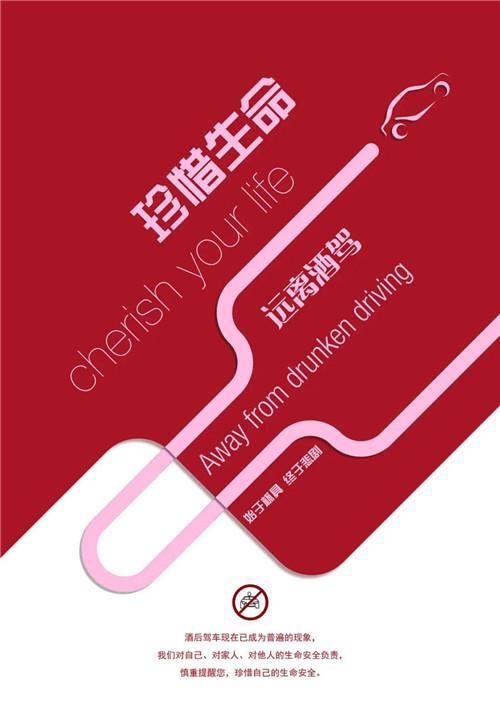 珍惜生命
cherish your life
远离酒驾
Away from drunken driving
始于杯具 终于悲剧
酒后驾车现在已成为普遍的现象，
我们对自己、对家人、对他人的生命安全负责，
慎重提醒您，珍惜自己的生命安全。